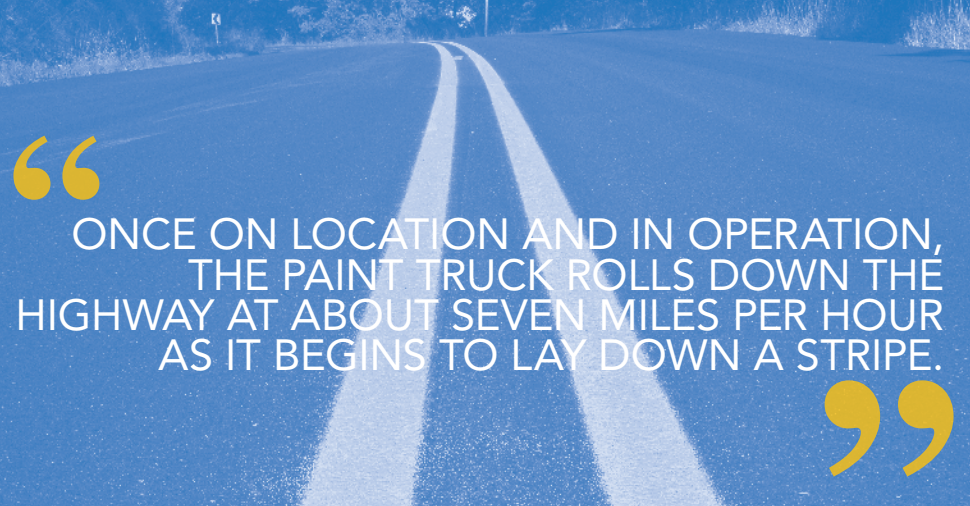 “
ONCE ON LOCATION AND IN OPERATION,
THE PAINT TRUCK ROLLS DOWN THE
HIGHWAY AT ABOUT SEVEN MILES PER HOUR
AS IT BEGINS TO LAY DOWN A STRIPE.
”